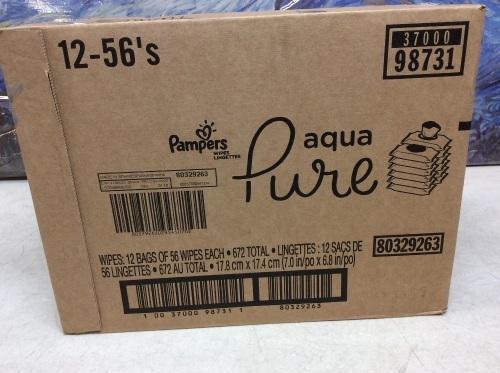 12-56's
37000
98731
Pampers
WIPES
LINGETTES
aqua
Pure
80329263
WIPES: 12 BAGS OF 56 WIPES EACH • 672 TOTAL • LINGETTES : 12 SACS DE
56 LINGETTES • 672 AU TOTAL • 17.8 cm x 17.4 cm (7.0 in/po x 6.8 in/po)
80329263
1 00 37000 98731 1
80329263